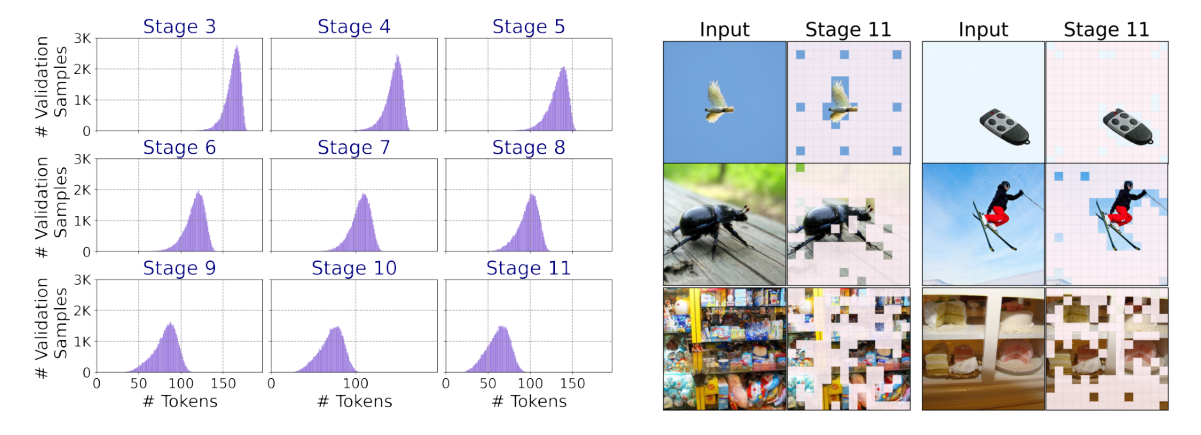 Stage 3 Stage 4 Stage 5
3K
2K
1K
0
# Validation
Samples
Stage 6 Stage 7 Stage 8
3K
2K
1K
0
# Validation
Samples
Stage 9 Stage 10 Stage 11
3K
2K
1K
0
# Validation
Samples
0 50 100 150 100 0 50 100 150
# Tokens # Tokens # Tokens
Input Stage 11 Input Stage 11